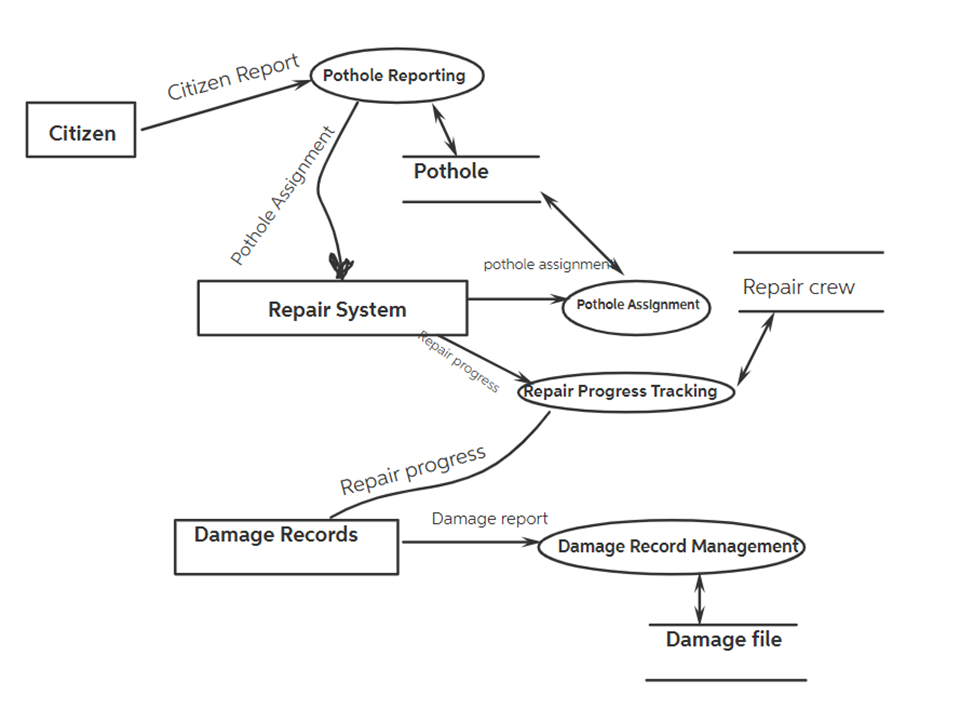 Citizen Report
Pothole Reporting
Citizen
Pothole Assignment
Pothole
pothole assignment
Repair System
Pothole Assignment
Repair crew
Repair progress
Repair Progress Tracking
Repair progress
Damage Records
Damage report
Damage Record Management
Damage file